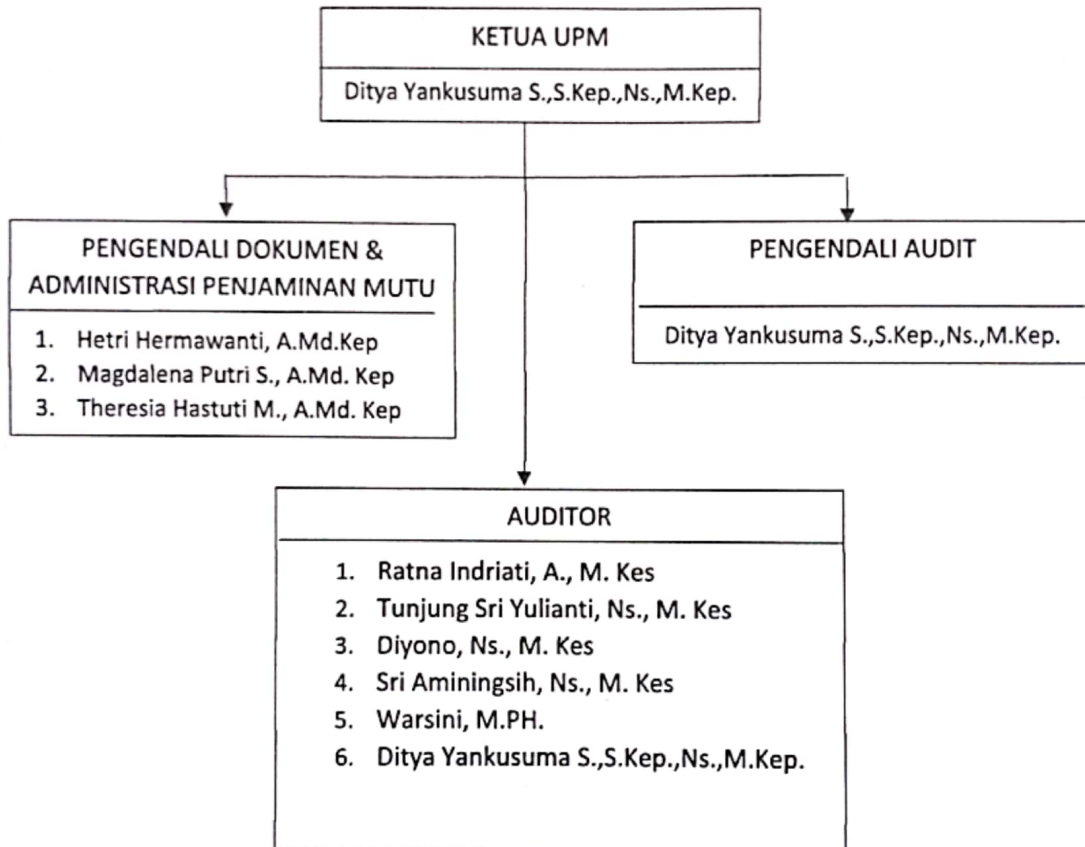 KETUA UPM
Ditya Yankusuma S.,S.Kep.,Ns.,M.Kep.
PENGENDALI DOKUMEN &
ADMINISTRASI PENJAMINAN MUTU
1. Hetri Hermawanti, A.Md.Kep
2. Magdalena Putri S., A.Md. Kep
3. Theresia Hastuti M., A.Md. Kep
PENGENDALI AUDIT
Ditya Yankusuma S.,S.Kep.,Ns.,M.Kep.
AUDITOR
1. Ratna Indriati, A., M. Kes
2. Tunjung Sri Yulianti, Ns., M. Kes
3. Diyono, Ns., M. Kes
4. Sri Aminingsih, Ns., M. Kes
5. Warsini, M.PH.
6. Ditya Yankusuma S.,S.Kep.,Ns.,M.Kep.